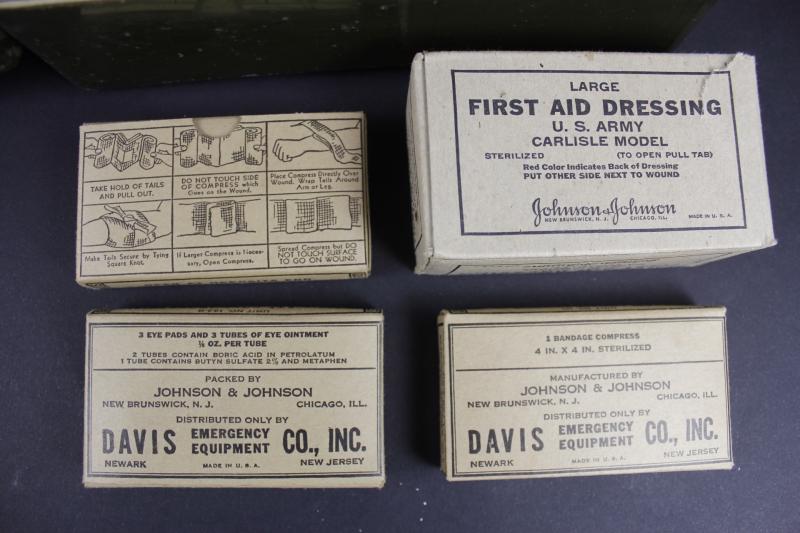 TAKE HOLD OF TAILS
AND PULL OUT.
DO NOT TOUCH SIDE
OF COMPRESS which
Goes on the Wound.
Place Compress Directly Over
Wound. Wrap Tails Around
Arm or Leg.
Make Tails Secure by Tying
Square Knot.
If Larger Compress is Neces-
sary, Open Compress.
Spread Compress but DO
NOT TOUCH SURFACE
TO GO ON WOUND.
LARGE
FIRST AID DRESSING
U. S. ARMY
CARLISLE MODEL
STERILIZED (TO OPEN PULL TAB)
Red Color Indicates Back of Dressing
PUT OTHER SIDE NEXT TO WOUND
Johnson & Johnson
NEW BRUNSWICK, N. J. CHICAGO, ILL.
MADE IN U. S. A.
3 EYE PADS AND 3 TUBES OF EYE OINTMENT
⅛ OZ. PER TUBE
2 TUBES CONTAIN BORIC ACID IN PETROLATUM
1 TUBE CONTAINS BUTYN SULFATE 2% AND METAPHEN
PACKED BY
JOHNSON & JOHNSON
NEW BRUNSWICK, N. J. CHICAGO, ILL.
DISTRIBUTED ONLY BY
DAVIS EMERGENCY EQUIPMENT CO., INC.
NEWARK MADE IN U. S. A. NEW JERSEY
1 BANDAGE COMPRESS
4 IN. X 4 IN. STERILIZED
MANUFACTURED BY
JOHNSON & JOHNSON
NEW BRUNSWICK, N. J. CHICAGO, ILL.
DISTRIBUTED ONLY BY
DAVIS EMERGENCY EQUIPMENT CO., INC.
NEWARK MADE IN U. S. A. NEW JERSEY